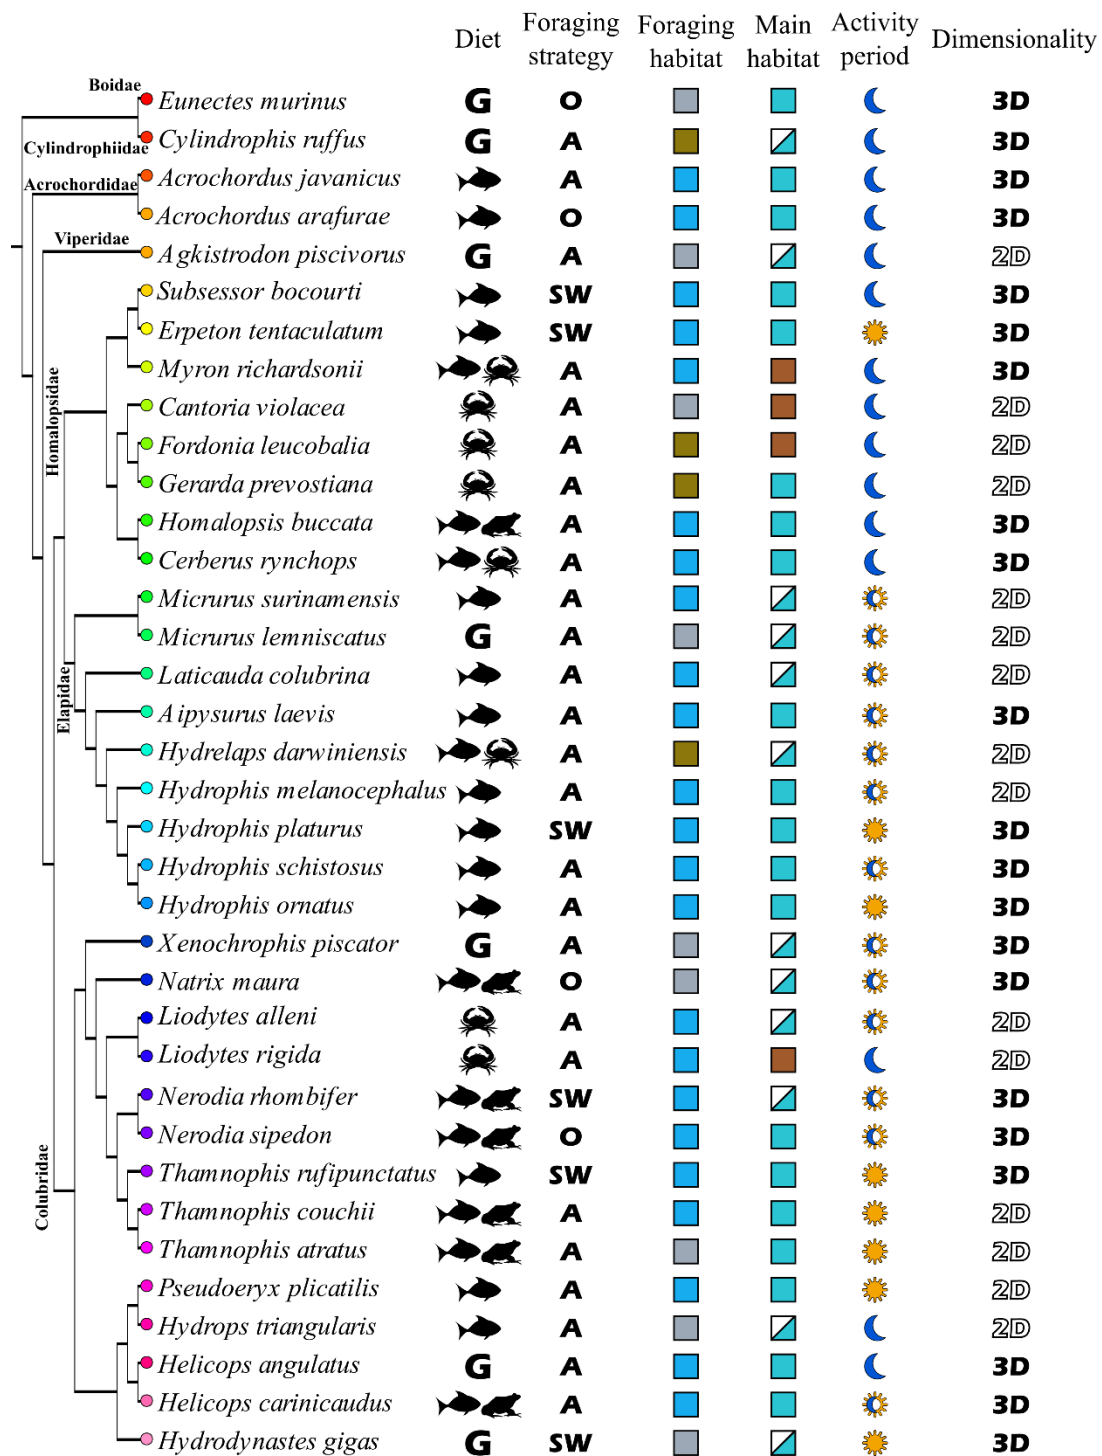 Diet Foraging strategy Foraging habitat Main habitat Activity period Dimensionality
Boidae
Eunectes murinus G O 3D
Cylindrophiidae
Cylindrophis ruffus G A 3D
Acrochordidae
Acrochordus javanicus A 3D
Acrochordus arafurae O 3D
Viperidae
Agkistrodon piscivorus G A 2D
Homalopsidae
Subsessor bocourti SW 3D
Erpeton tentaculatum SW 3D
Myron richardsonii A 3D
Cantoria violacea A 2D
Fordonia leucobalia A 2D
Gerarda prevostiana A 2D
Homalopsis buccata A 3D
Cerberus rynchops A 3D
Elapidae
Micrurus surinamensis A 2D
Micrurus lemniscatus G A 2D
Laticauda colubrina A 2D
Aipysurus laevis A 3D
Hydrelaps darwiniensis A 2D
Hydrophis melanocephalus A 2D
Hydrophis platurus SW 3D
Hydrophis schistosus A 3D
Hydrophis ornatus A 3D
Colubridae
Xenochrophis piscator G A 3D
Natrix maura O 3D
Liodytes alleni A 2D
Liodytes rigida A 2D
Nerodia rhombifer SW 3D
Nerodia sipedon O 3D
Thamnophis rufipunctatus SW 3D
Thamnophis couchii A 2D
Thamnophis atratus A 2D
Pseudoeryx plicatilis A 2D
Hydrops triangularis A 2D
Helicops angulatus G A 3D
Helicops carinicaudus A 3D
Hydrodynastes gigas G SW 3D